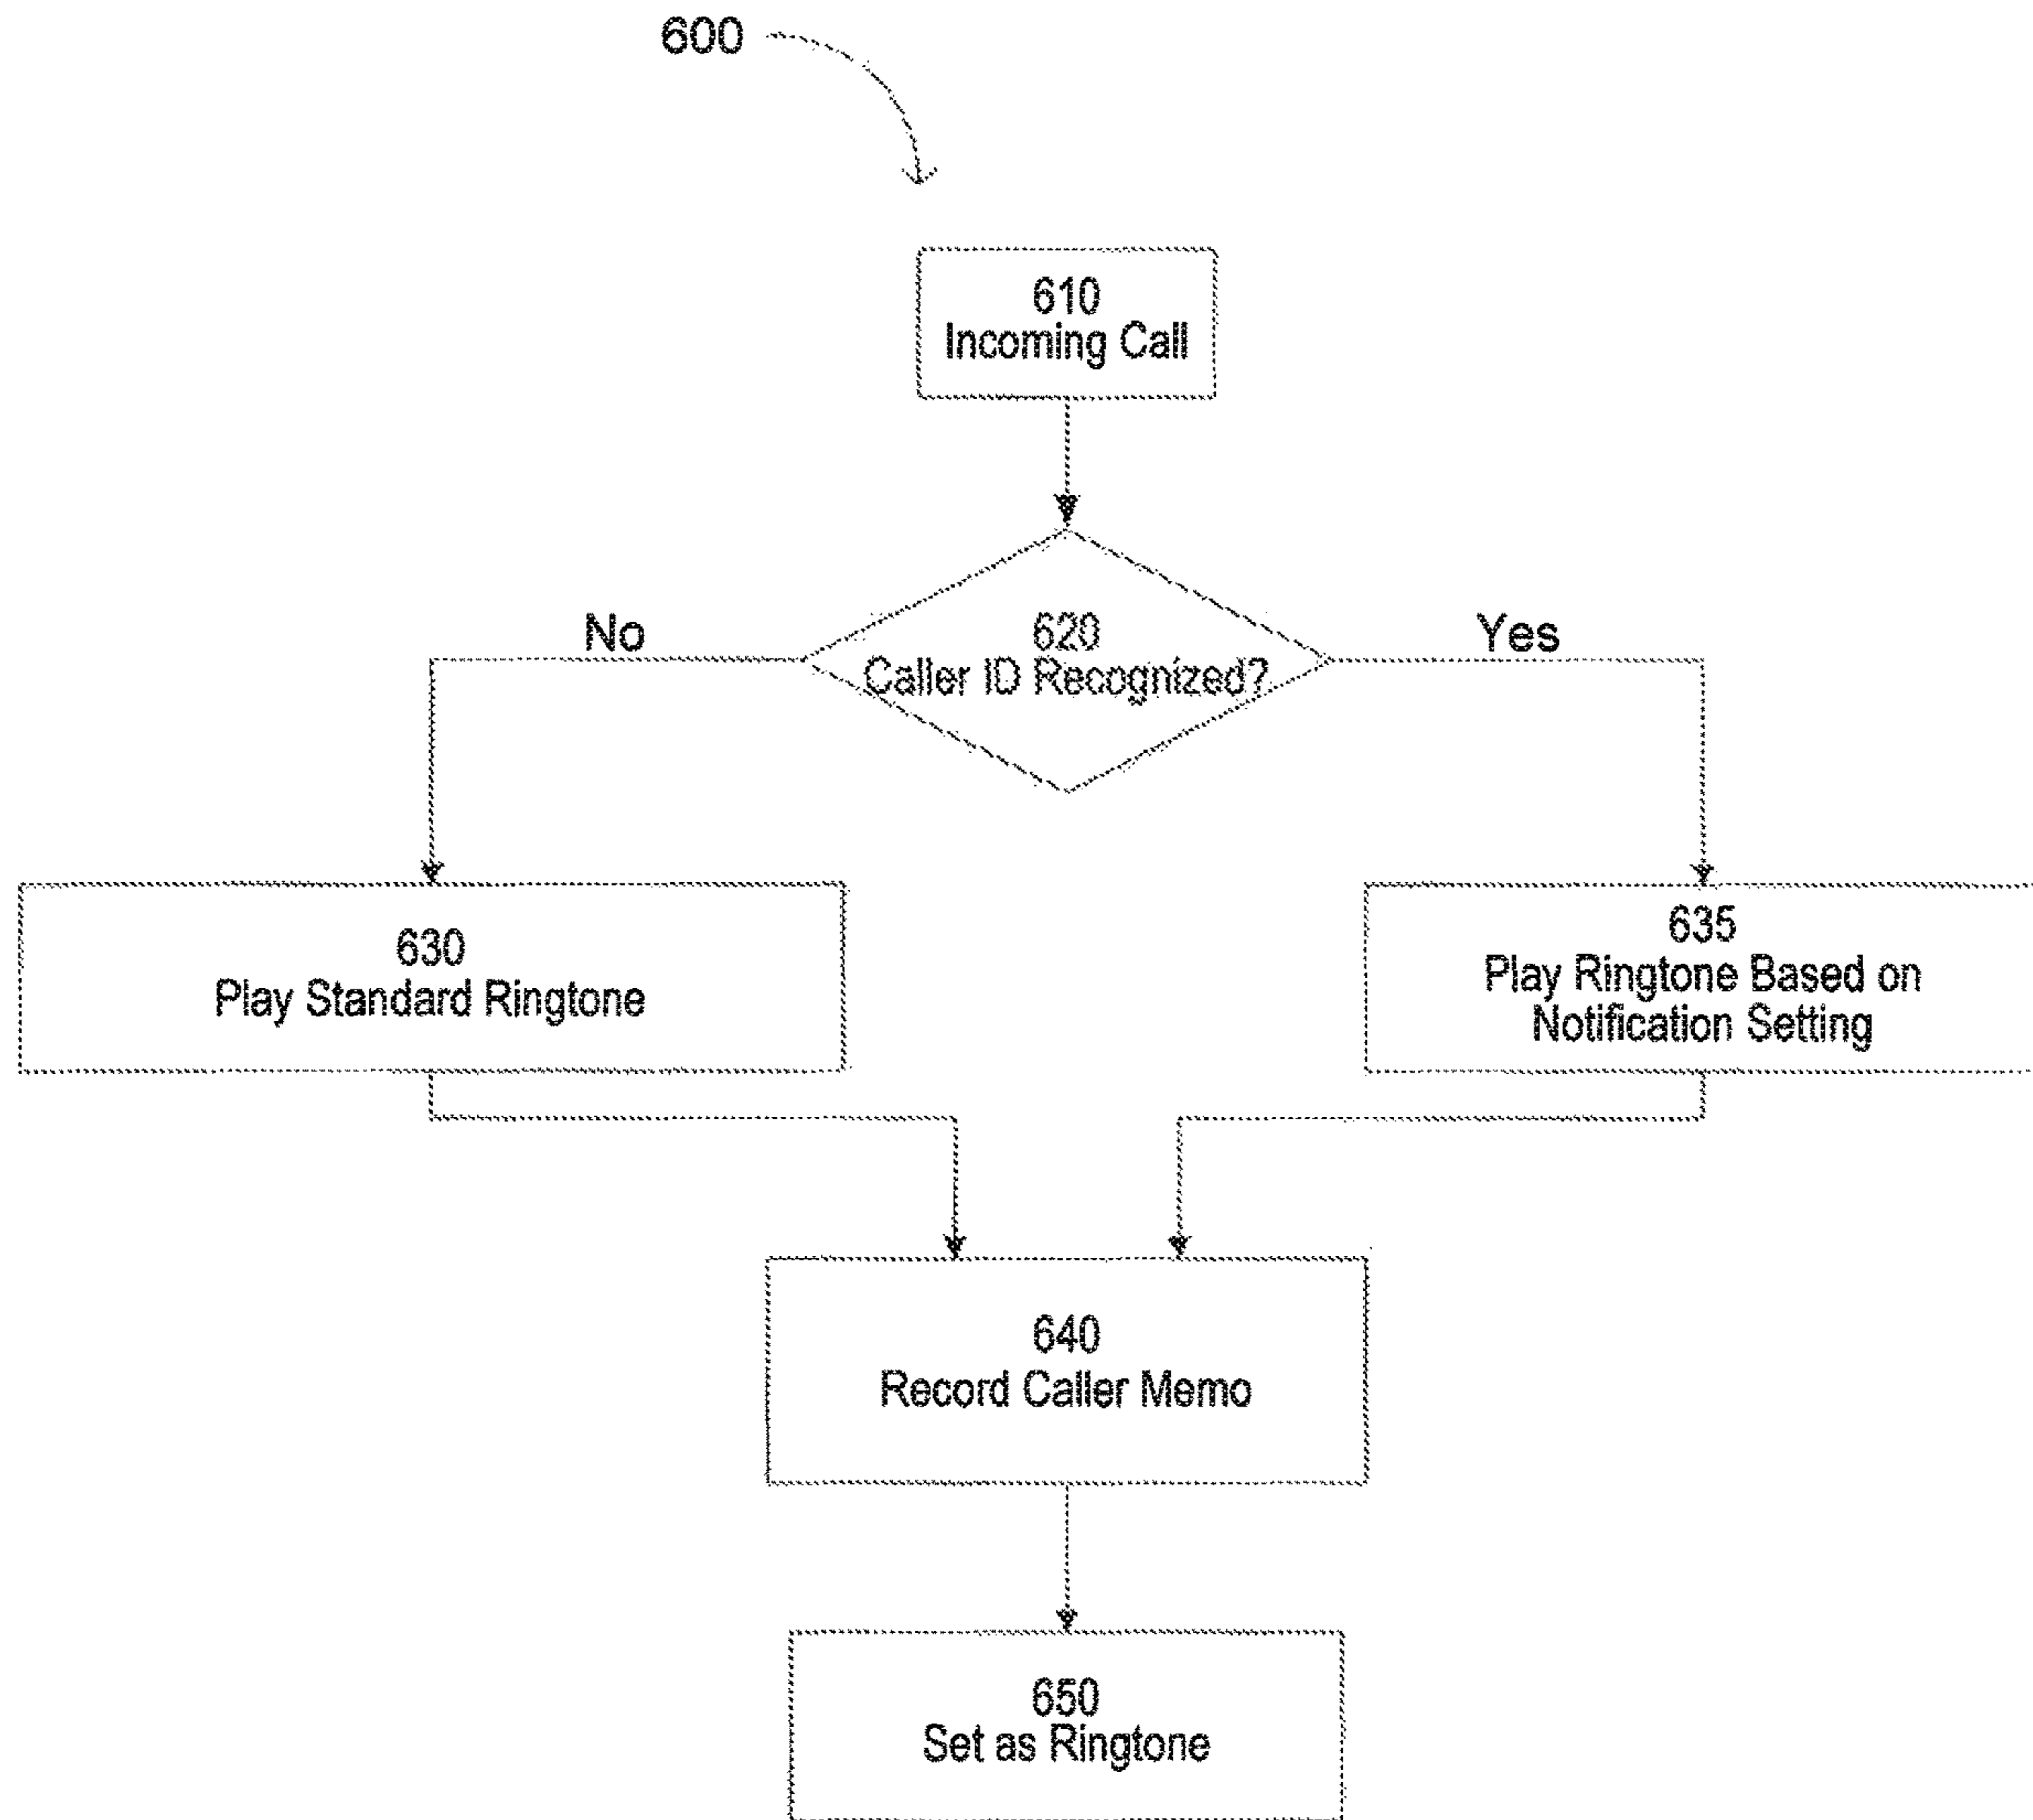 600
610
Incoming Call
620
Caller ID Recognized?
No
Yes
630
Play Standard Ringtone
635
Play Ringtone Based on
Notification Setting
640
Record Caller Memo
650
Set as Ringtone